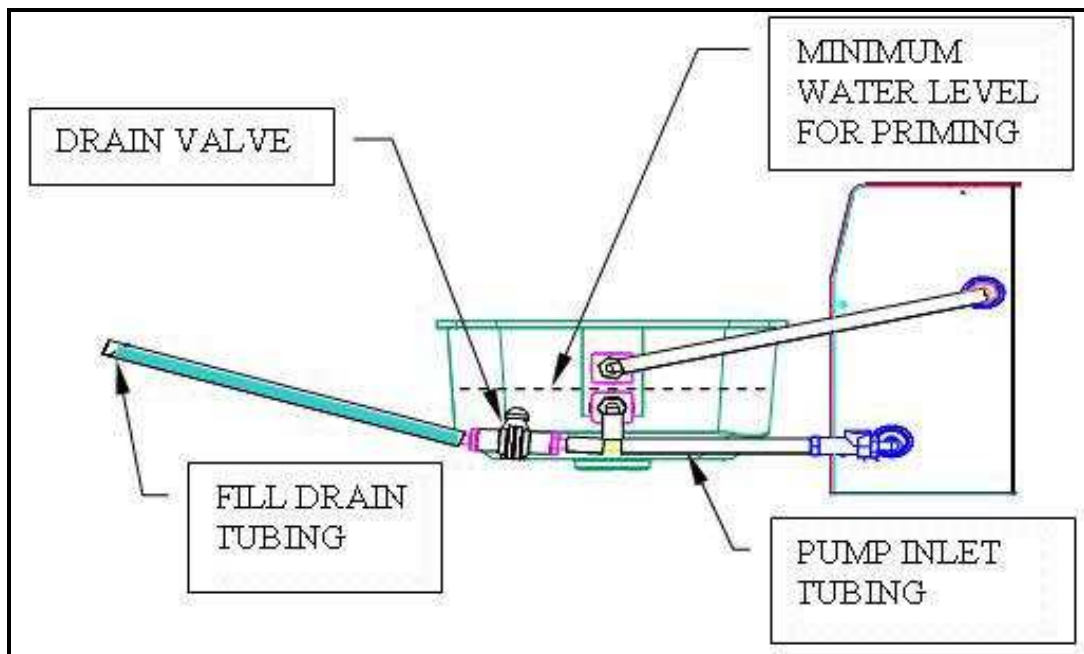 MINIMUM
WATER LEVEL
FOR PRIMING
DRAIN VALVE
FILL DRAIN
TUBING
PUMP INLET
TUBING